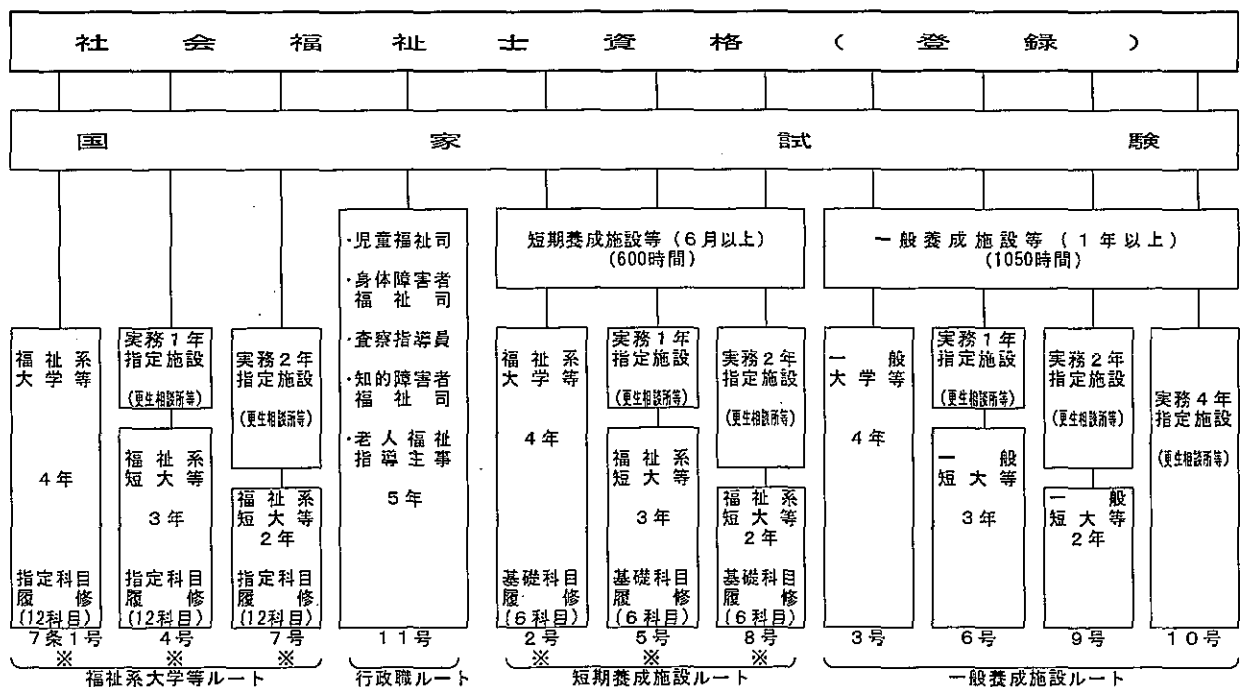 社会福祉士資格(登録)
国家試験
・児童福祉司
・身体障害者
福祉司
・査察指導員
・知的障害者
福祉司
・老人福祉
指導主事
5年
短期養成施設等(6月以上)
(600時間)
一般養成施設等(1年以上)
(1050時間)
福祉系
大学等
4年
指定科目
履修
(12科目)
実務1年
指定施設
(更生相談所等)
福祉系
短大等
3年
指定科目
履修
(12科目)
実務2年
指定施設
(更生相談所等)
福祉系
短大等
2年
指定科目
履修
(12科目)
福祉系
大学等
4年
基礎科目
履修
(6科目)
実務1年
指定施設
(更生相談所等)
福祉系
短大等
3年
基礎科目
履修
(6科目)
実務2年
指定施設
(更生相談所等)
福祉系
短大等
2年
基礎科目
履修
(6科目)
一般
大学等
4年
実務1年
指定施設
(更生相談所等)
一般
短大等
3年
実務2年
指定施設
(更生相談所等)
一般
短大等
2年
実務4年
指定施設
(更生相談所等)
7条1号 4号 7号 11号 2号 5号 8号 3号 6号 9号 10号
※ ※ ※ ※ ※ ※
福祉系大学等ルート 行政職ルート 短期養成施設ルート 一般養成施設ルート